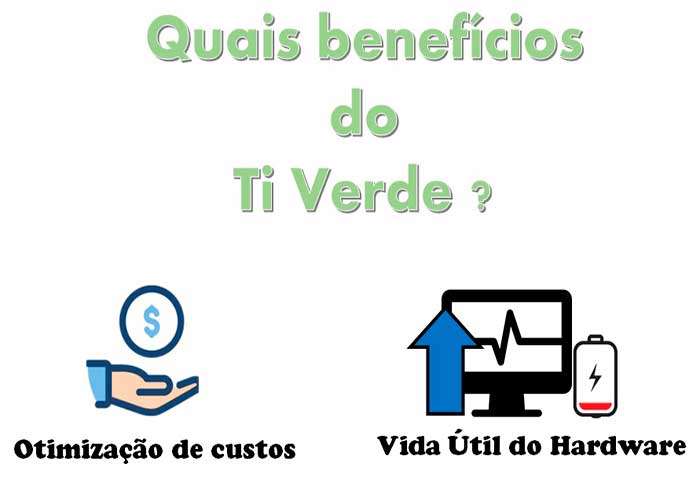 Quais benefícios
do
Ti Verde ?
$
Otimização de custos
Vida Útil do Hardware